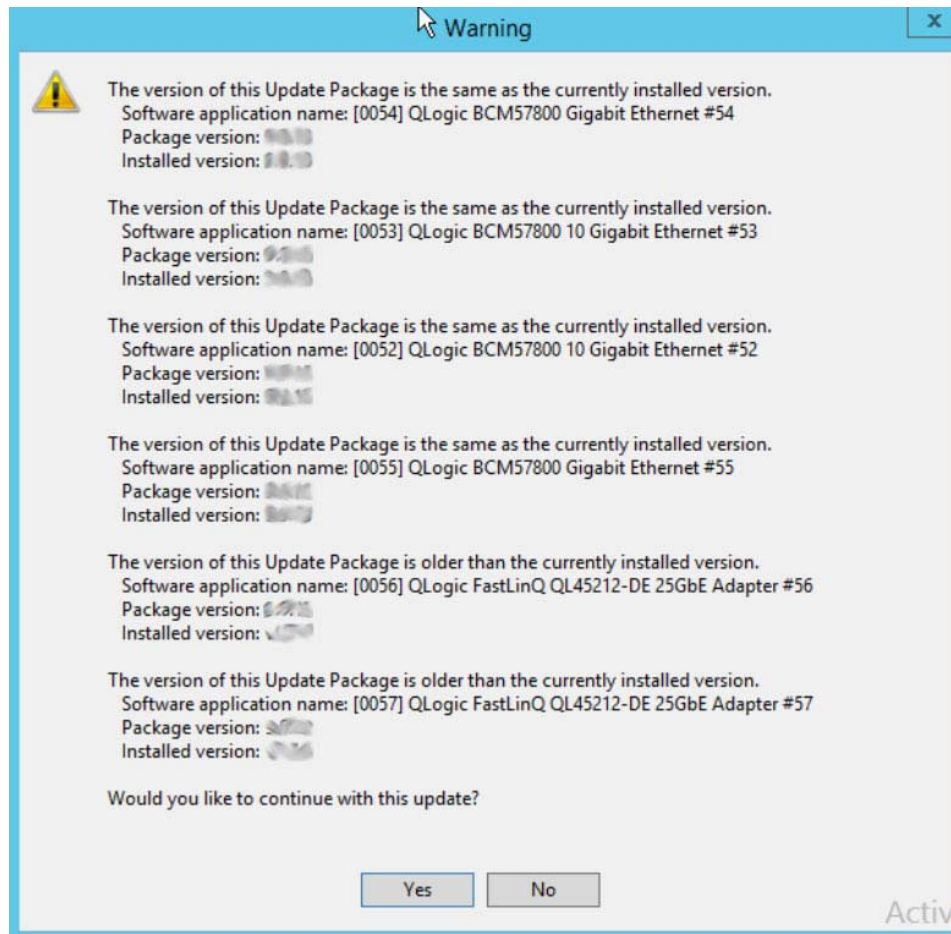 Warning
x
The version of this Update Package is the same as the currently installed version.
Software application name: [0054] QLogic BCM57800 Gigabit Ethernet #54
Package version:
Installed version:
The version of this Update Package is the same as the currently installed version.
Software application name: [0053] QLogic BCM57800 10 Gigabit Ethernet #53
Package version:
Installed version:
The version of this Update Package is the same as the currently installed version.
Software application name: [0052] QLogic BCM57800 10 Gigabit Ethernet #52
Package version:
Installed version:
The version of this Update Package is the same as the currently installed version.
Software application name: [0055] QLogic BCM57800 Gigabit Ethernet #55
Package version:
Installed version:
The version of this Update Package is older than the currently installed version.
Software application name: [0056] QLogic FastLinQ QL45212-DE 25GbE Adapter #56
Package version:
Installed version:
The version of this Update Package is older than the currently installed version.
Software application name: [0057] QLogic FastLinQ QL45212-DE 25GbE Adapter #57
Package version:
Installed version:
Would you like to continue with this update?
Yes No
Activ